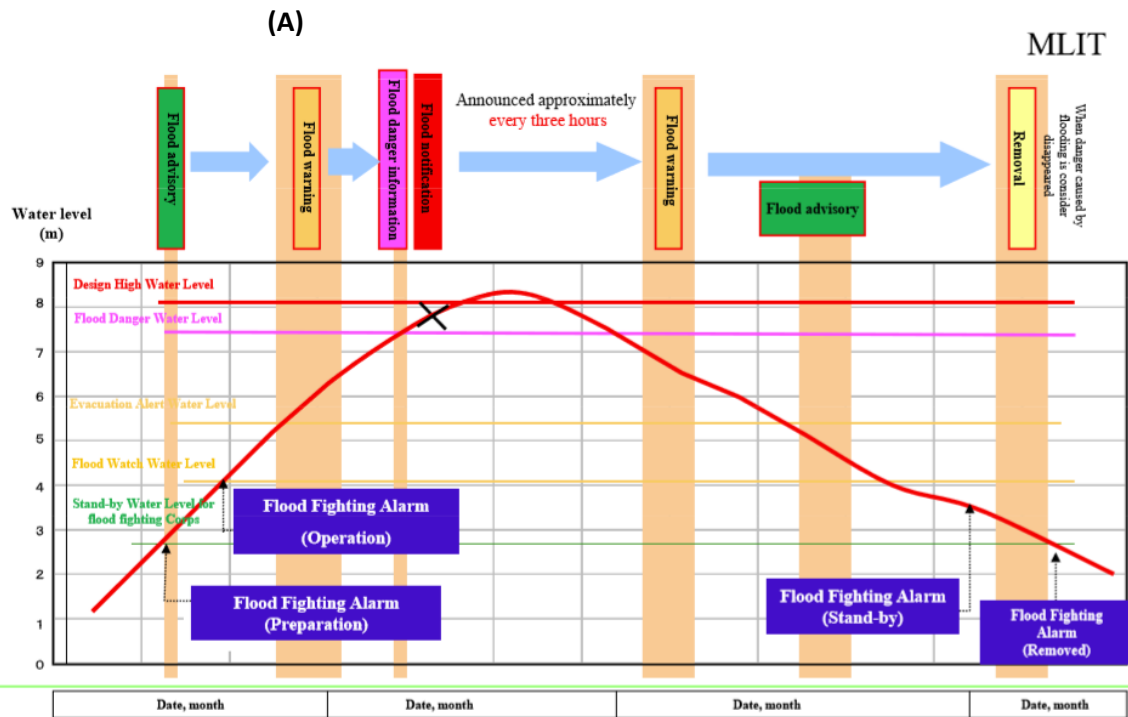 (A)
MLIT
Flood advisory
Flood warning
Flood danger information
Flood notification
Announced approximately
every three hours
Flood warning
Flood advisory
Removal
When danger caused by
flooding is consider
disappeared
Water level
(m)
9
8
7
6
5
4
3
2
1
0
Design High Water Level
Flood Danger Water Level
Evacuation Alert Water Level
Flood Watch Water Level
Stand-by Water Level for
flood fighting Corps
Flood Fighting Alarm
(Operation)
Flood Fighting Alarm
(Preparation)
Flood Fighting Alarm
(Stand-by)
Flood Fighting
Alarm
(Removed)
Date, month
Date, month
Date, month
Date, month